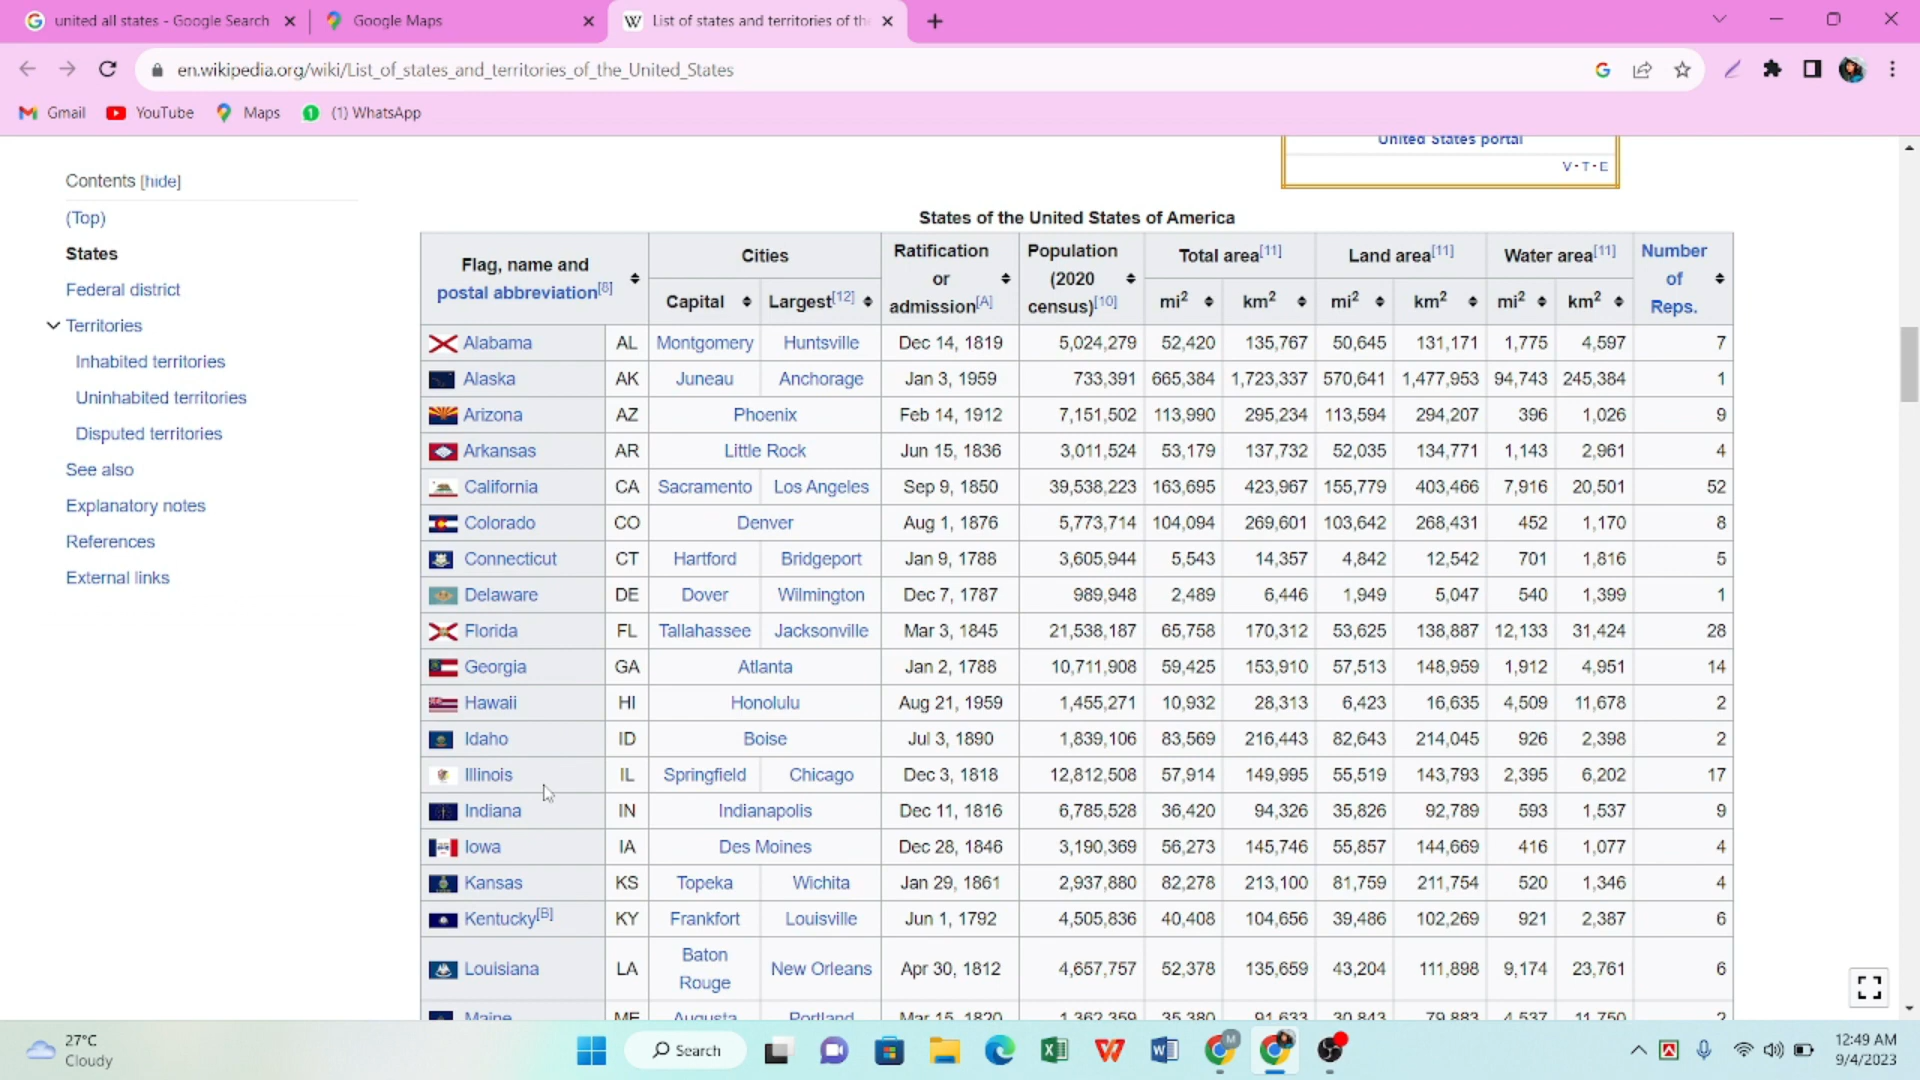 united all states - Google Search
Google Maps
List of states and territories of the
en.wikipedia.org/wiki/List_of_states_and_territories_of_the_United_States
Gmail YouTube Maps (1) WhatsApp
United States portal
V · T · E
Contents [hide]
(Top)
States
Federal district
Territories
Inhabited territories
Uninhabited territories
Disputed territories
See also
Explanatory notes
References
External links
States of the United States of America
Flag, name and postal abbreviation[8] Cities Ratification or admission[A] Population (2020 census)[10] Total area[11] Land area[11] Water area[11] Number of Reps.
Capital Largest[12] mi2 km2 mi2 km2 mi2 km2
Alabama AL Montgomery Huntsville Dec 14, 1819 5,024,279 52,420 135,767 50,645 131,171 1,775 4,597 7
Alaska AK Juneau Anchorage Jan 3, 1959 733,391 665,384 1,723,337 570,641 1,477,953 94,743 245,384 1
Arizona AZ Phoenix Feb 14, 1912 7,151,502 113,990 295,234 113,594 294,207 396 1,026 9
Arkansas AR Little Rock Jun 15, 1836 3,011,524 53,179 137,732 52,035 134,771 1,143 2,961 4
California CA Sacramento Los Angeles Sep 9, 1850 39,538,223 163,695 423,967 155,779 403,466 7,916 20,501 52
Colorado CO Denver Aug 1, 1876 5,773,714 104,094 269,601 103,642 268,431 452 1,170 8
Connecticut CT Hartford Bridgeport Jan 9, 1788 3,605,944 5,543 14,357 4,842 12,542 701 1,816 5
Delaware DE Dover Wilmington Dec 7, 1787 989,948 2,489 6,446 1,949 5,047 540 1,399 1
Florida FL Tallahassee Jacksonville Mar 3, 1845 21,538,187 65,758 170,312 53,625 138,887 12,133 31,424 28
Georgia GA Atlanta Jan 2, 1788 10,711,908 59,425 153,910 57,513 148,959 1,912 4,951 14
Hawaii HI Honolulu Aug 21, 1959 1,455,271 10,932 28,313 6,423 16,635 4,509 11,678 2
Idaho ID Boise Jul 3, 1890 1,839,106 83,569 216,443 82,643 214,045 926 2,398 2
Illinois IL Springfield Chicago Dec 3, 1818 12,812,508 57,914 149,995 55,519 143,793 2,395 6,202 17
Indiana IN Indianapolis Dec 11, 1816 6,785,528 36,420 94,326 35,826 92,789 593 1,537 9
Iowa IA Des Moines Dec 28, 1846 3,190,369 56,273 145,746 55,857 144,669 416 1,077 4
Kansas KS Topeka Wichita Jan 29, 1861 2,937,880 82,278 213,100 81,759 211,754 520 1,346 4
Kentucky[B] KY Frankfort Louisville Jun 1, 1792 4,505,836 40,408 104,656 39,486 102,269 921 2,387 6
Louisiana LA Baton Rouge New Orleans Apr 30, 1812 4,657,757 52,378 135,659 43,204 111,898 9,174 23,761 6
Maine ME Augusta Portland Mar 15, 1820 1,362,359 35,380 91,633 30,843 79,883 4,537 11,750 2
27°C
Cloudy
Search
12:49 AM
9/4/2023